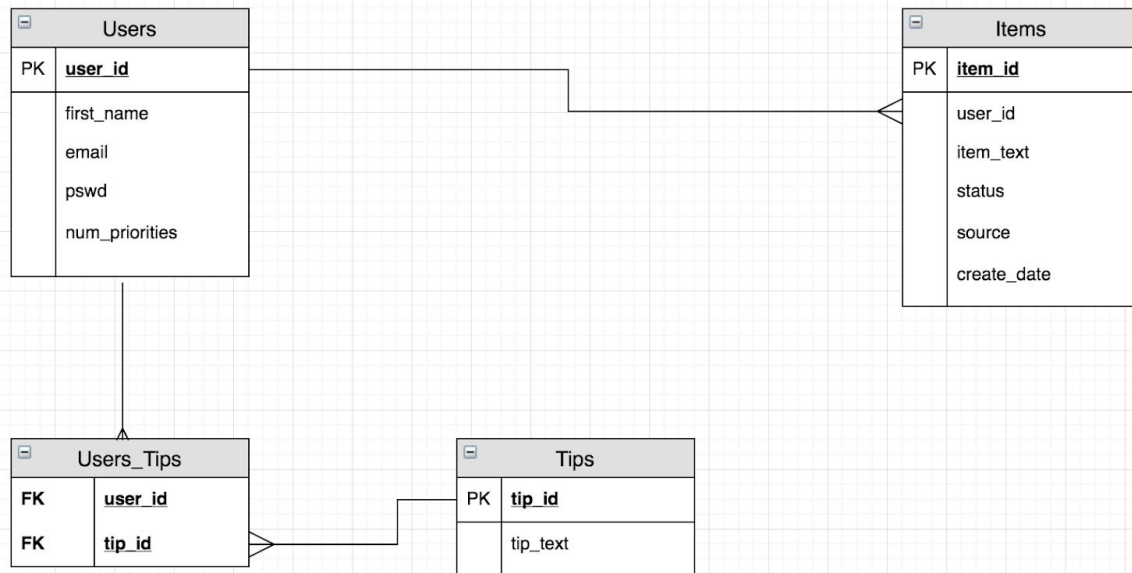 Users
PK user_id
first_name
email
pswd
num_priorities
Items
PK item_id
user_id
item_text
status
source
create_date
Users_Tips
FK user_id
FK tip_id
Tips
PK tip_id
tip_text